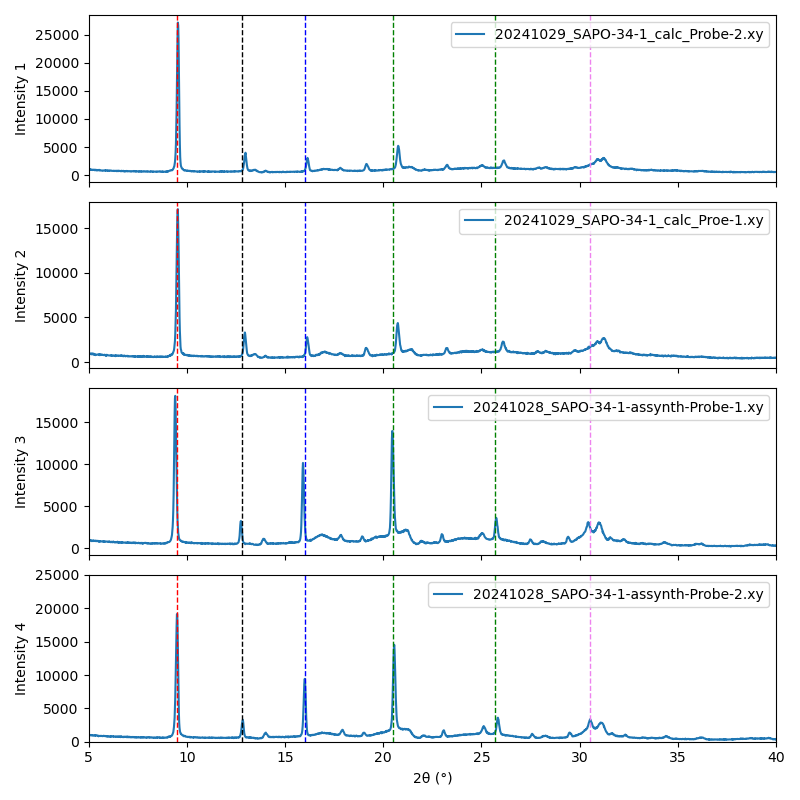 20241029_SAPO-34-1_calc_Probe-2.xy
Intensity 1
25000
20000
15000
10000
5000
0
20241029_SAPO-34-1_calc_Proe-1.xy
Intensity 2
15000
10000
5000
0
20241028_SAPO-34-1-assynth-Probe-1.xy
Intensity 3
15000
10000
5000
0
20241028_SAPO-34-1-assynth-Probe-2.xy
Intensity 4
25000
20000
15000
10000
5000
0
5 10 15 20 25 30 35 40
2θ (°)